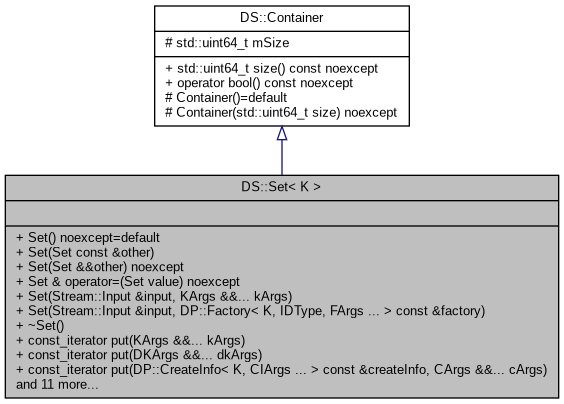 DS::Container
# std::uint64_t mSize
+ std::uint64_t size() const noexcept
+ operator bool() const noexcept
# Container()=default
# Container(std::uint64_t size) noexcept
DS::Set< K >
+ Set() noexcept=default
+ Set(Set const &other)
+ Set(Set &&other) noexcept
+ Set & operator=(Set value) noexcept
+ Set(Stream::Input &input, KArgs &&... kArgs)
+ Set(Stream::Input &input, DP::Factory< K, IDType, FArgs ... > const &factory)
+ ~Set()
+ const_iterator put(KArgs &&... kArgs)
+ const_iterator put(DKArgs &&... dkArgs)
+ const_iterator put(DP::CreateInfo< K, CIArgs ... > const &createInfo, CArgs &&... cArgs)
and 11 more...